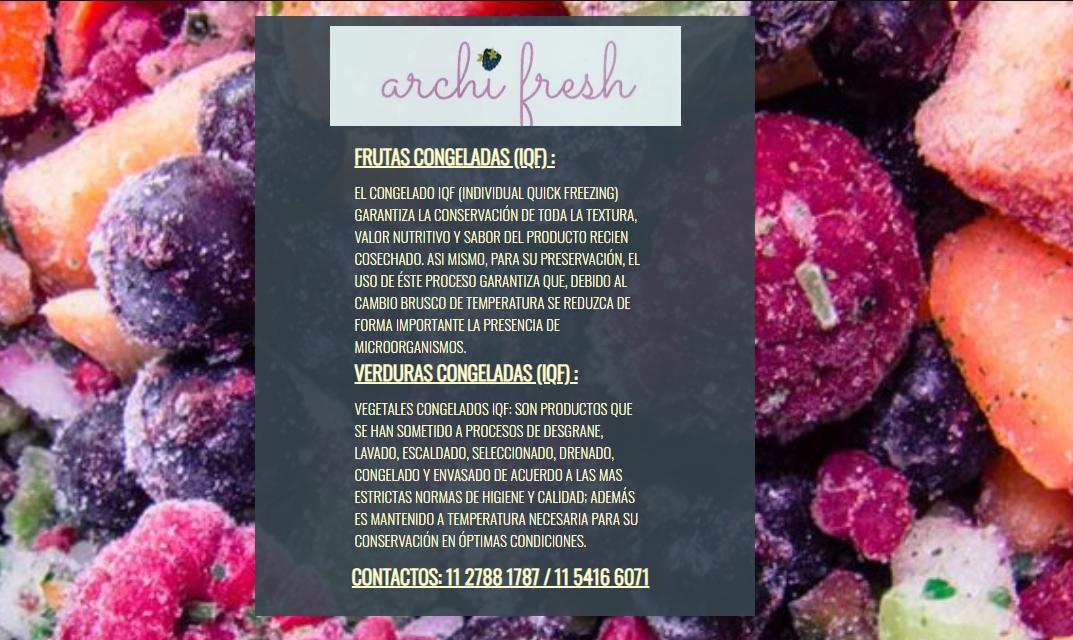 archi fresh
FRUTAS CONGELADAS (IQF) :
EL CONGELADO IQF (INDIVIDUAL QUICK FREEZING)
GARANTIZA LA CONSERVACIÓN DE TODA LA TEXTURA,
VALOR NUTRITIVO Y SABOR DEL PRODUCTO RECIEN
COSECHADO. ASI MISMO, PARA SU PRESERVACIÓN, EL
USO DE ÉSTE PROCESO GARANTIZA QUE, DEBIDO AL
CAMBIO BRUSCO DE TEMPERATURA SE REDUZCA DE
FORMA IMPORTANTE LA PRESENCIA DE
MICROORGANISMOS.
VERDURAS CONGELADAS (IQF) :
VEGETALES CONGELADOS IQF: SON PRODUCTOS QUE
SE HAN SOMETIDO A PROCESOS DE DESGRANE,
LAVADO, ESCALDADO, SELECCIONADO, DRENADO,
CONGELADO Y ENVASADO DE ACUERDO A LAS MAS
ESTRICTAS NORMAS DE HIGIENE Y CALIDAD; ADEMÁS
ES MANTENIDO A TEMPERATURA NECESARIA PARA SU
CONSERVACIÓN EN ÓPTIMAS CONDICIONES.
CONTACTOS: 11 2788 1787 / 11 5416 6071